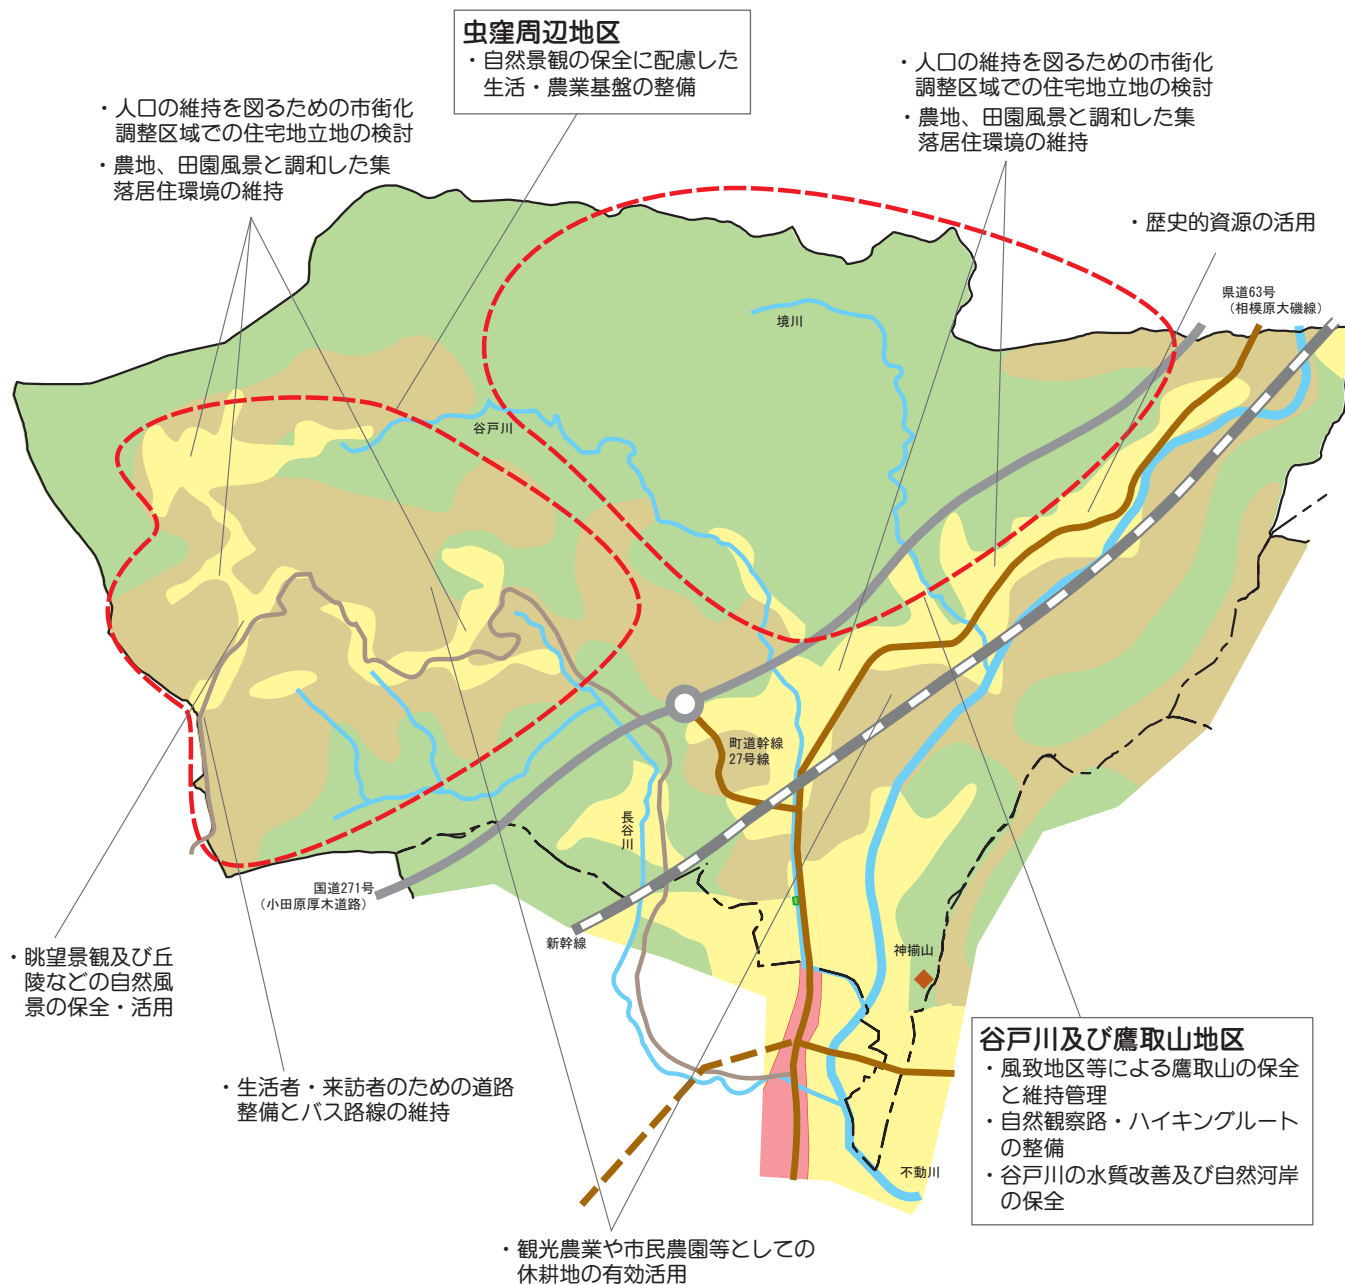 虫窪周辺地区
・自然景観の保全に配慮した
生活・農業基盤の整備
・人口の維持を図るための市街化
調整区域での住宅地立地の検討
・農地、田園風景と調和した集
落居住環境の維持
・人口の維持を図るための市街化
調整区域での住宅地立地の検討
・農地、田園風景と調和した集
落居住環境の維持
・歴史的資源の活用
県道63号
(相模原大磯線)
境川
谷戸川
町道幹線
27号線
長谷川
国道271号
(小田原厚木道路)
新幹線
神揃山
・眺望景観及び丘
陵などの自然風
景の保全・活用
・生活者・来訪者のための道路
整備とバス路線の維持
谷戸川及び鷹取山地区
・風致地区等による鷹取山の保全
と維持管理
・自然観察路・ハイキングルート
の整備
・谷戸川の水質改善及び自然河岸
の保全
不動川
・観光農業や市民農園等としての
休耕地の有効活用